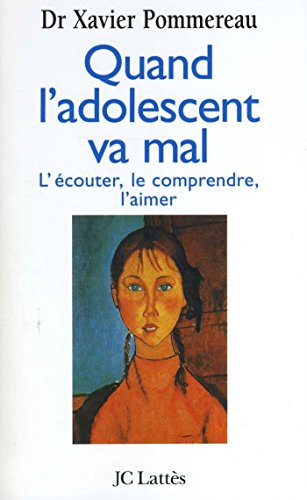 Dr Xavier Pommereau
Quand
l'adolescent
va mal
L'écouter, le comprendre,
l'aimer
JC Lattès